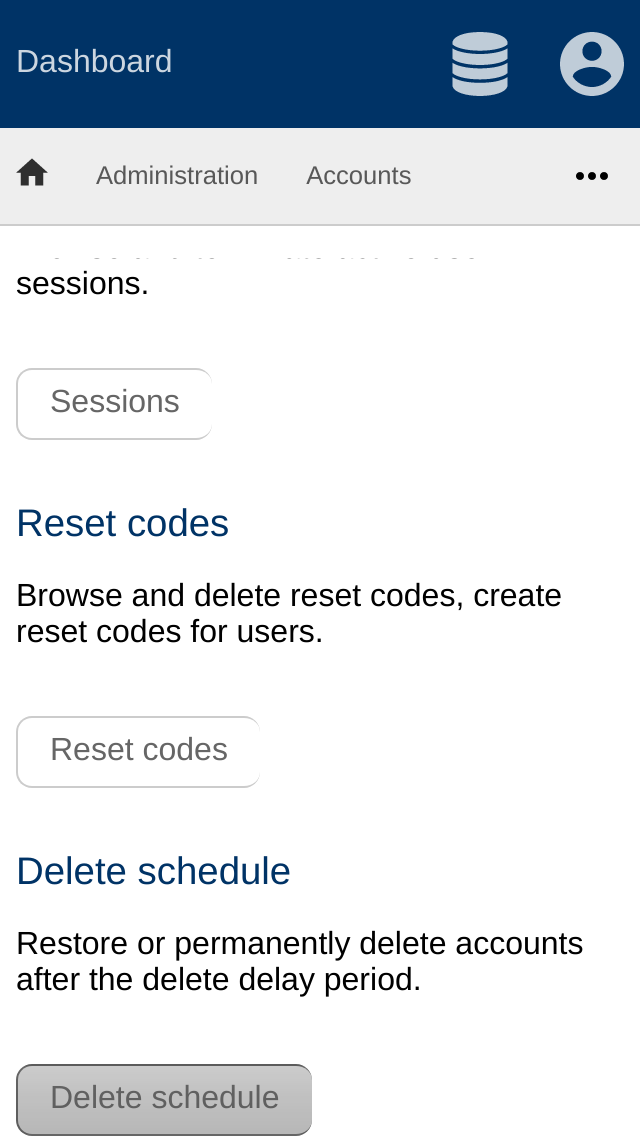 Dashboard
Administration
Accounts
sessions.
Sessions
Reset codes
Browse and delete reset codes, create
reset codes for users.
Reset codes
Delete schedule
Restore or permanently delete accounts
after the delete delay period.
Delete schedule